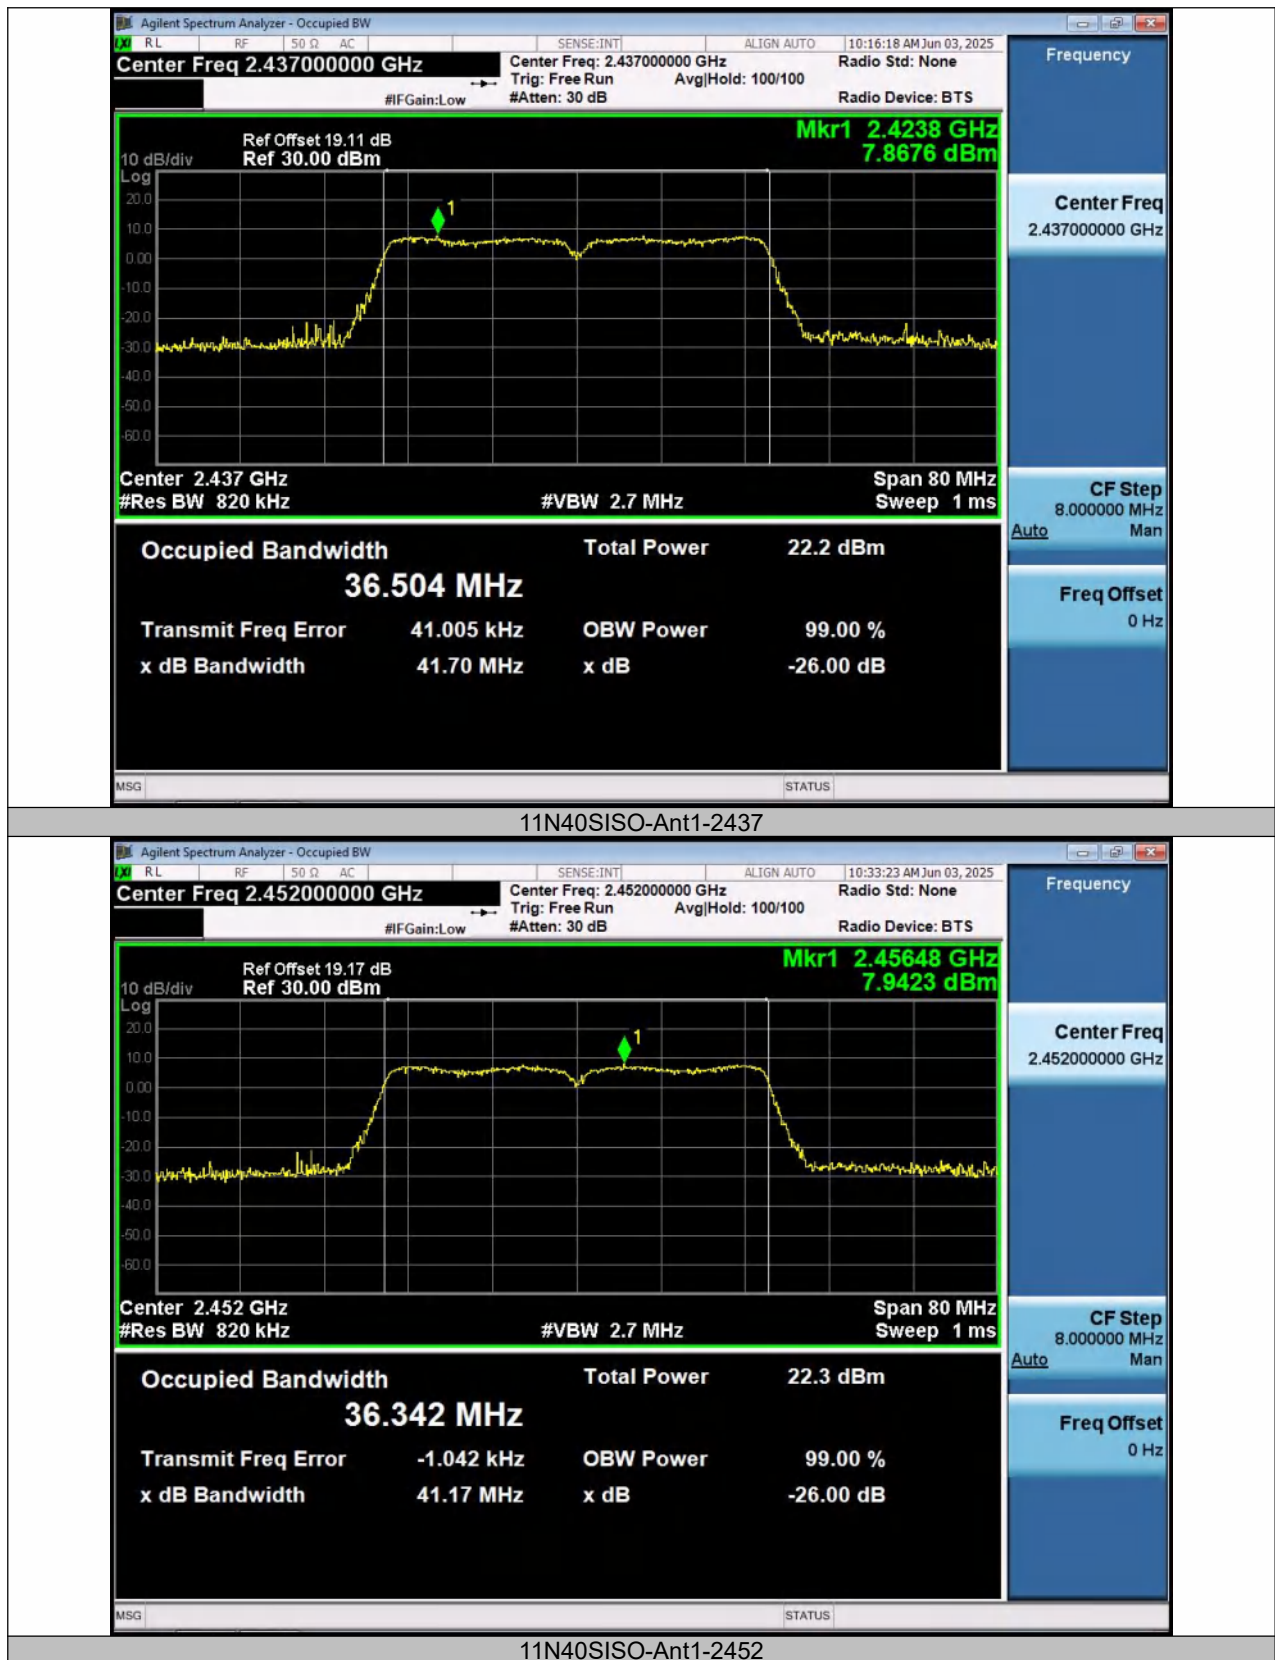 Agilent Spectrum Analyzer - Occupied BW
LXI RL RF 50 Ω AC SENSE:INT ALIGN AUTO 10:16:18 AM Jun 03, 2025
Center Freq 2.437000000 GHz
Center Freq: 2.437000000 GHz
Radio Std: None
Trig: Free Run Avg|Hold: 100/100
#IFGain:Low #Atten: 30 dB Radio Device: BTS
Frequency
Mkr1 2.4238 GHz
7.8676 dBm
Ref Offset 19.11 dB
10 dB/div Ref 30.00 dBm
Log
20.0
10.0
0.00
-10.0
-20.0
-30.0
-40.0
-50.0
-60.0
1
Center 2.437 GHz Span 80 MHz
#Res BW 820 kHz #VBW 2.7 MHz Sweep 1 ms
Center Freq
2.437000000 GHz
CF Step
8.000000 MHz
Auto Man
Freq Offset
0 Hz
Occupied Bandwidth Total Power 22.2 dBm
36.504 MHz
Transmit Freq Error 41.005 kHz OBW Power 99.00 %
x dB Bandwidth 41.70 MHz x dB -26.00 dB
MSG STATUS
11N40SISO-Ant1-2437
Agilent Spectrum Analyzer - Occupied BW
LXI RL RF 50 Ω AC SENSE:INT ALIGN AUTO 10:33:23 AM Jun 03, 2025
Center Freq 2.452000000 GHz
Center Freq: 2.452000000 GHz
Radio Std: None
Trig: Free Run Avg|Hold: 100/100
#IFGain:Low #Atten: 30 dB Radio Device: BTS
Frequency
Mkr1 2.45648 GHz
7.9423 dBm
Ref Offset 19.17 dB
10 dB/div Ref 30.00 dBm
Log
20.0
10.0
0.00
-10.0
-20.0
-30.0
-40.0
-50.0
-60.0
1
Center 2.452 GHz Span 80 MHz
#Res BW 820 kHz #VBW 2.7 MHz Sweep 1 ms
Center Freq
2.452000000 GHz
CF Step
8.000000 MHz
Auto Man
Freq Offset
0 Hz
Occupied Bandwidth Total Power 22.3 dBm
36.342 MHz
Transmit Freq Error -1.042 kHz OBW Power 99.00 %
x dB Bandwidth 41.17 MHz x dB -26.00 dB
MSG STATUS
11N40SISO-Ant1-2452